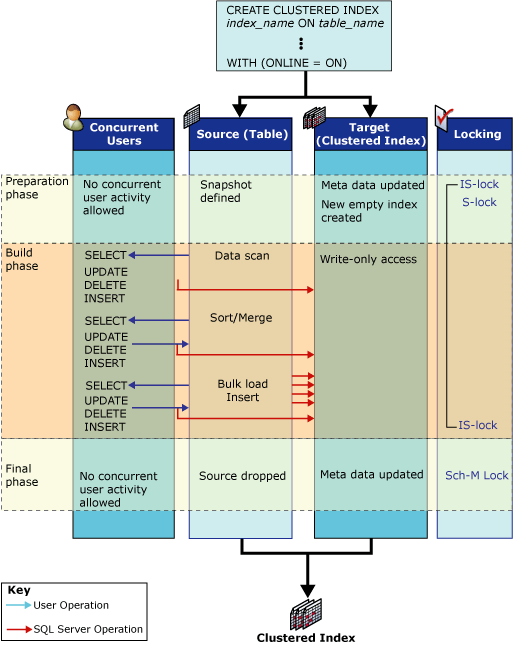 CREATE CLUSTERED INDEX
index_name ON table_name
WITH (ONLINE = ON)
Concurrent
Users
Source (Table)
Target
(Clustered Index)
Locking
Preparation
phase
No concurrent
user activity
allowed
Snapshot
defined
Meta data updated
New empty index
created
IS-lock
S-lock
Build
phase
SELECT
UPDATE
DELETE
INSERT
Data scan
Write-only access
SELECT
UPDATE
DELETE
INSERT
Sort/Merge
SELECT
UPDATE
DELETE
INSERT
Bulk load
Insert
IS-lock
Final
phase
No concurrent
user activity
allowed
Source dropped
Meta data updated
Sch-M Lock
Key
User Operation
SQL Server Operation
Clustered Index